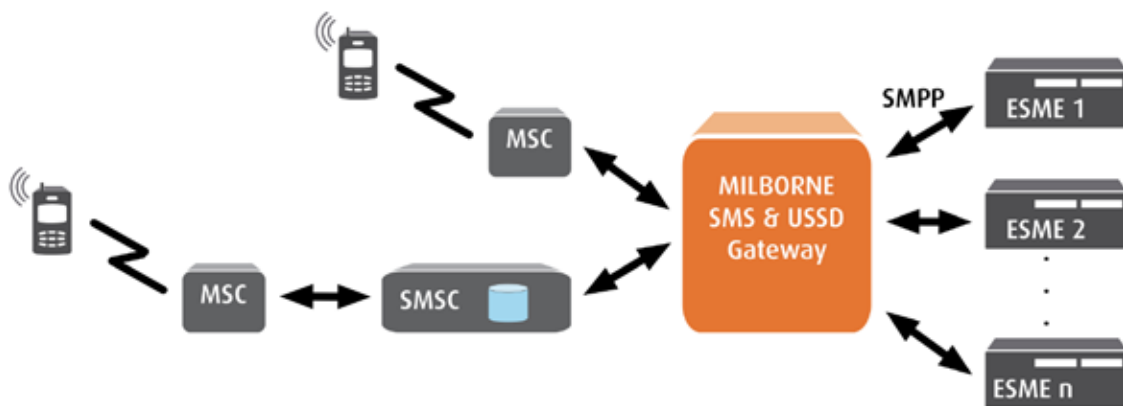 SMPP
ESME 1
MSC
MILBORNE
SMS & USSD
Gateway
ESME 2
MSC
SMSC
ESME n